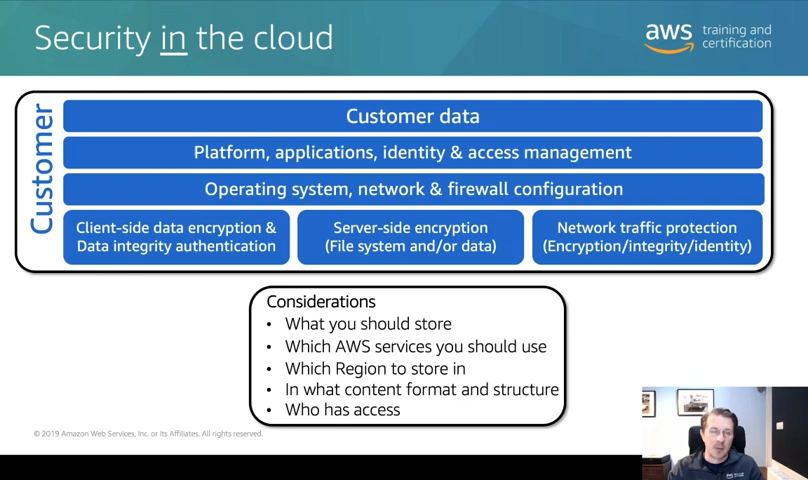 Security in the cloud
aws training and
certification
Customer
Customer data
Platform, applications, identity & access management
Operating system, network & firewall configuration
Client-side data encryption &
Data integrity authentication
Server-side encryption
(File system and/or data)
Network traffic protection
(Encryption/integrity/identity)
Considerations
• What you should store
• Which AWS services you should use
• Which Region to store in
• In what content format and structure
• Who has access
© 2019 Amazon Web Services, Inc. or its Affiliates. All rights reserved.